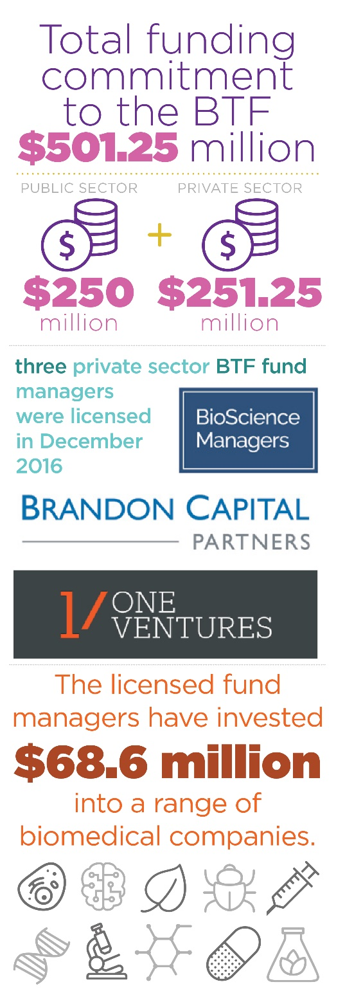 Total funding
commitment
to the BTF
$501.25 million
PUBLIC SECTOR PRIVATE SECTOR
$ + $
$250 $251.25
million million
three private sector BTF fund
managers
were licensed
in December
2016
BioScience
Managers
BRANDON CAPITAL
PARTNERS
1/ ONE
VENTURES
The licensed fund
managers have invested
$68.6 million
into a range of
biomedical companies.